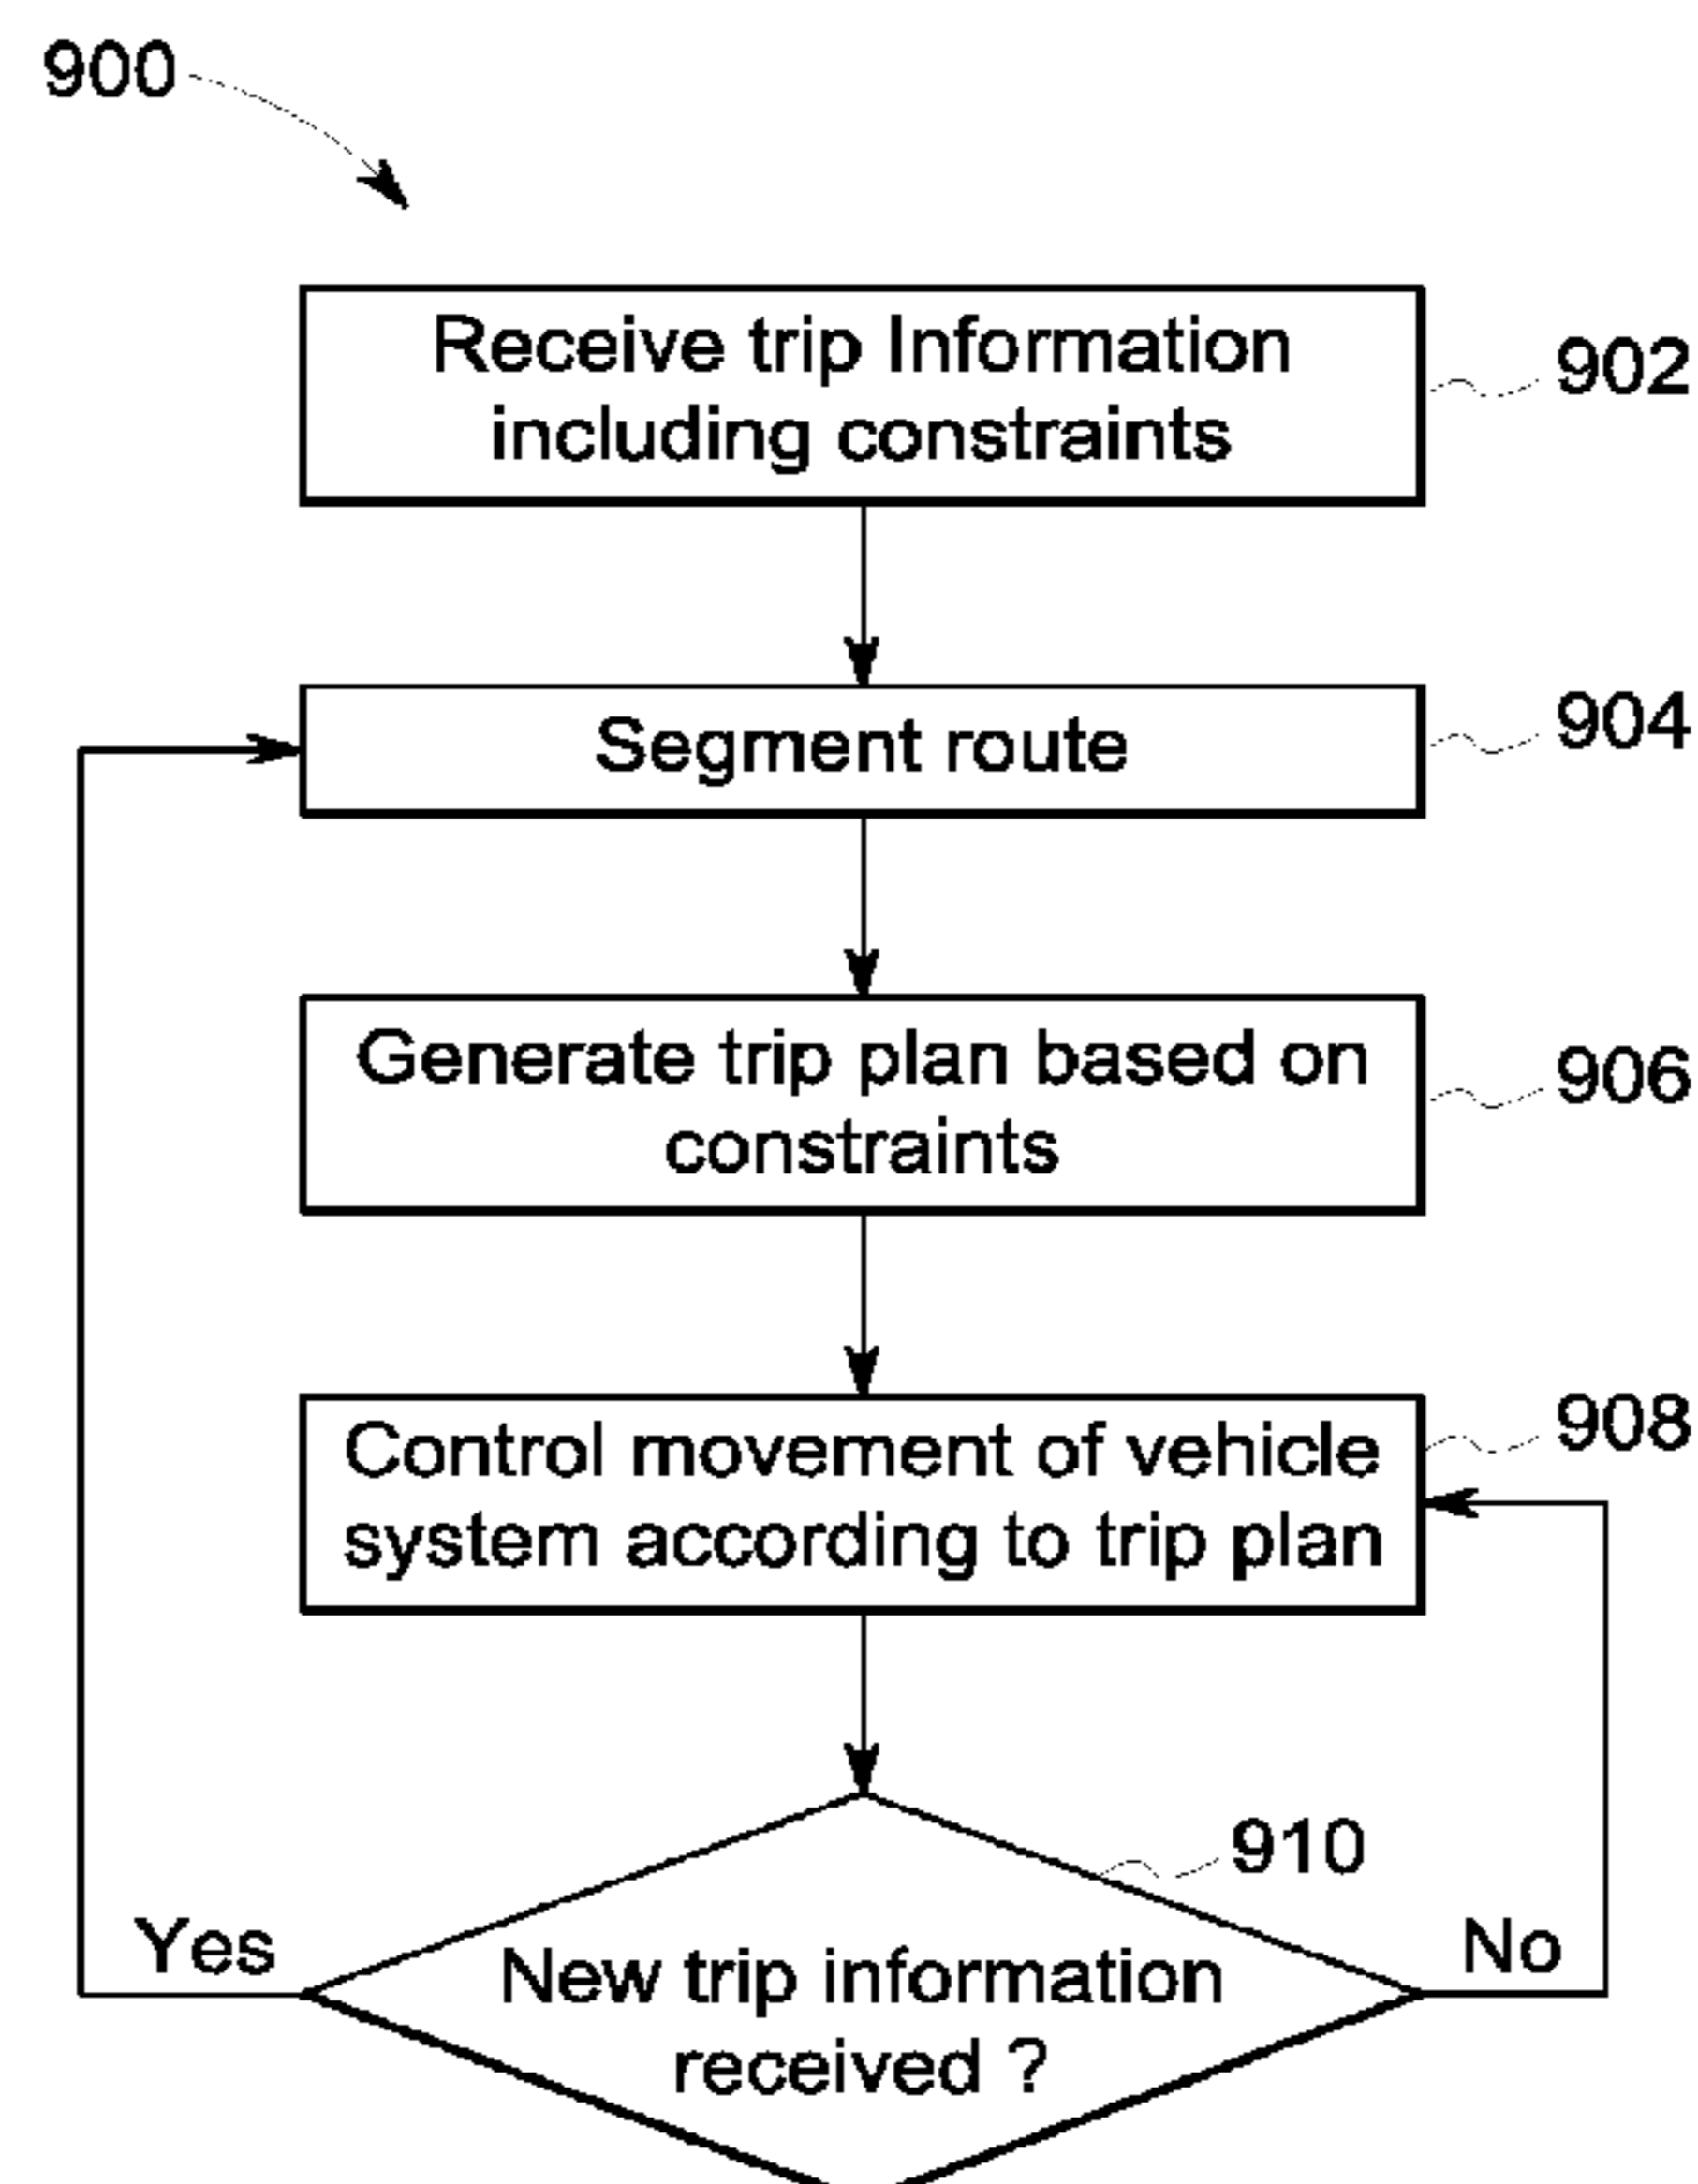 900
Receive trip Information
including constraints
902
Segment route
904
Generate trip plan based on
constraints
906
Control movement of vehicle
system according to trip plan
908
910
Yes
No
New trip information
received ?